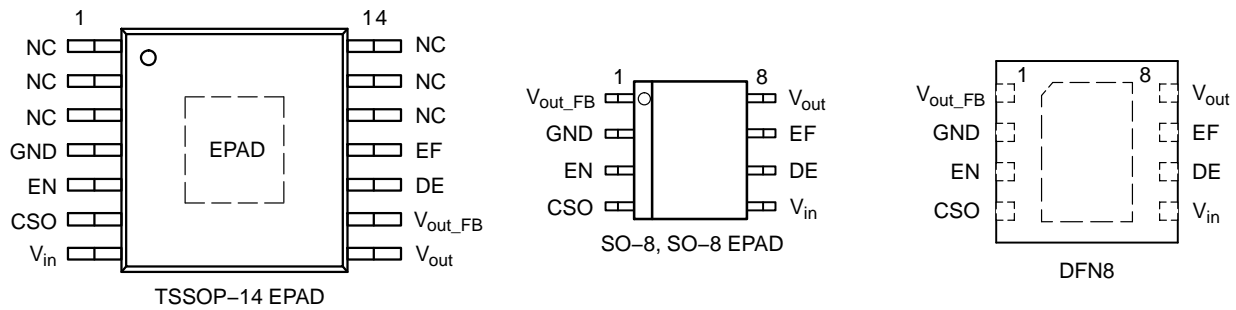 1 14
NC NC
NC NC
NC NC
GND EPAD EF
EN DE
CSO Vout_FB
Vin Vout
TSSOP−14 EPAD
1 8
Vout_FB Vout
GND EF
EN DE
CSO Vin
SO−8, SO−8 EPAD
1 8
Vout_FB Vout
GND EF
EN DE
CSO Vin
DFN8